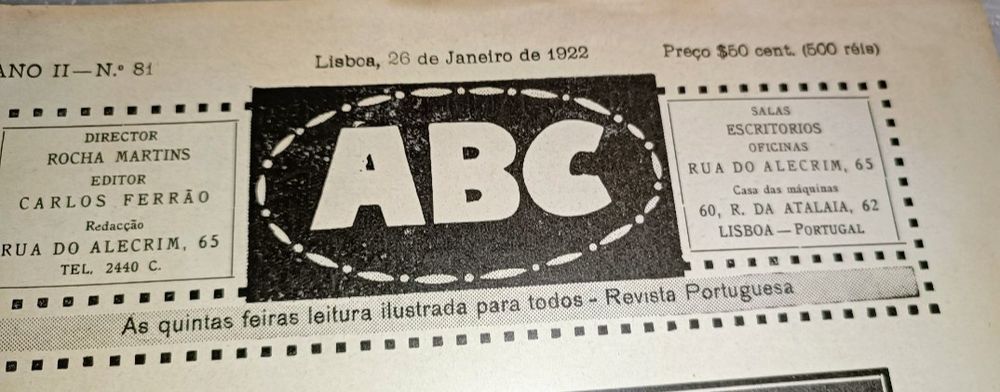 ANO II—N.º 81
Lisboa, 26 de Janeiro de 1922
Preço $50 cent. (500 réis)
DIRECTOR
ROCHA MARTINS
EDITOR
CARLOS FERRÃO
Redacção
RUA DO ALECRIM, 65
TEL. 2440 C.
ABC
SALAS
ESCRITORIOS
OFICINAS
RUA DO ALECRIM, 65
Casa das máquinas
60, R. DA ATALAIA, 62
LISBOA — PORTUGAL
Ás quintas feiras leitura ilustrada para todos - Revista Portuguesa